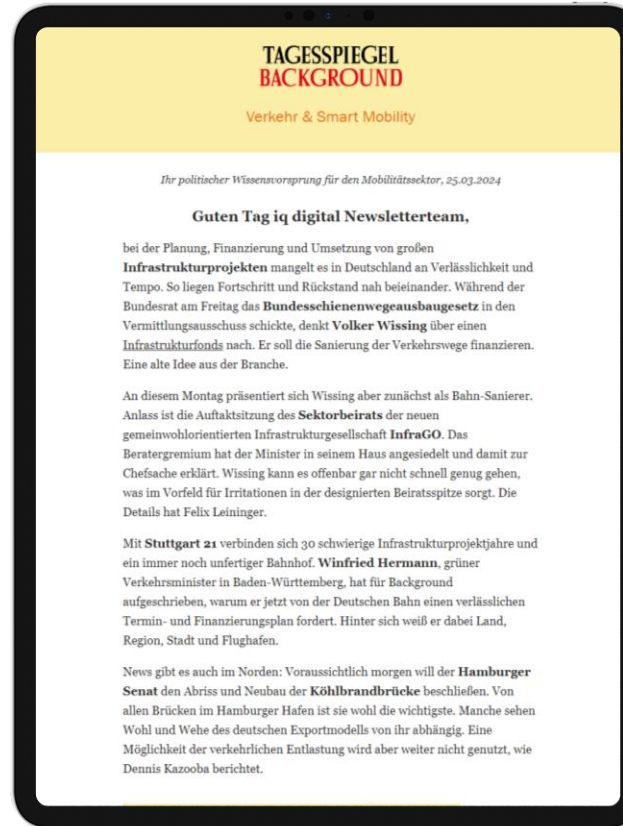 TAGESSPIEGEL
BACKGROUND
Verkehr & Smart Mobility
Ihr politischer Wissensvorsprung für den Mobilitätssektor, 25.03.2024
Guten Tag iq digital Newsletterteam,
bei der Planung, Finanzierung und Umsetzung von großen
Infrastrukturprojekten mangelt es in Deutschland an Verlässlichkeit und
Tempo. So liegen Fortschritt und Rückstand nah beieinander. Während der
Bundesrat am Freitag das Bundesschienenwegeausbaugesetz in den
Vermittlungsausschuss schickte, denkt Volker Wissing über einen
Infrastrukturfonds nach. Er soll die Sanierung der Verkehrswege finanzieren.
Eine alte Idee aus der Branche.
An diesem Montag präsentiert sich Wissing aber zunächst als Bahn-Sanierer.
Anlass ist die Auftaktsitzung des Sektorbeirats der neuen
gemeinwohlorientierten Infrastrukturgesellschaft InfraGO. Das
Beratergremium hat der Minister in seinem Haus angesiedelt und damit zur
Chefsache erklärt. Wissing kann es offenbar gar nicht schnell genug gehen,
was im Vorfeld für Irritationen in der designierten Beiratsspitze sorgt. Die
Details hat Felix Leininger.
Mit Stuttgart 21 verbinden sich 30 schwierige Infrastrukturprojektjahre und
ein immer noch unfertiger Bahnhof. Winfried Hermann, grüner
Verkehrsminister in Baden-Württemberg, hat für Background
aufgeschrieben, warum er jetzt von der Deutschen Bahn einen verlässlichen
Termin- und Finanzierungsplan fordert. Hinter sich weiß er dabei Land,
Region, Stadt und Flughafen.
News gibt es auch im Norden: Voraussichtlich morgen will der Hamburger
Senat den Abriss und Neubau der Köhlbrandbrücke beschließen. Von
allen Brücken im Hamburger Hafen ist sie wohl die wichtigste. Manche sehen
Wohl und Wehe des deutschen Exportmodells von ihr abhängig. Eine
Möglichkeit der verkehrlichen Entlastung wird aber weiter nicht genutzt, wie
Dennis Kazooba berichtet.